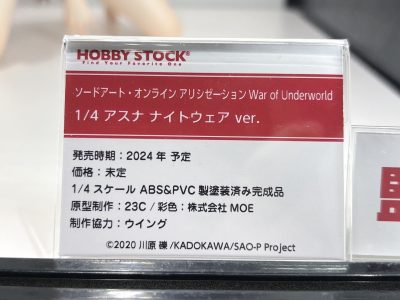 HOBBY STOCK®
Find Your Favorite One
ソードアート・オンライン アリシゼーション War of Underworld
1/4 アスナ ナイトウェア ver.
発売時期：2024 年 予定
価格：未定
1/4 スケール ABS&PVC 製塗装済み完成品
原型制作：23C / 彩色：株式会社 MOE
制作協力：ウイング
©2020 川原 礫/KADOKAWA/SAO-P Project